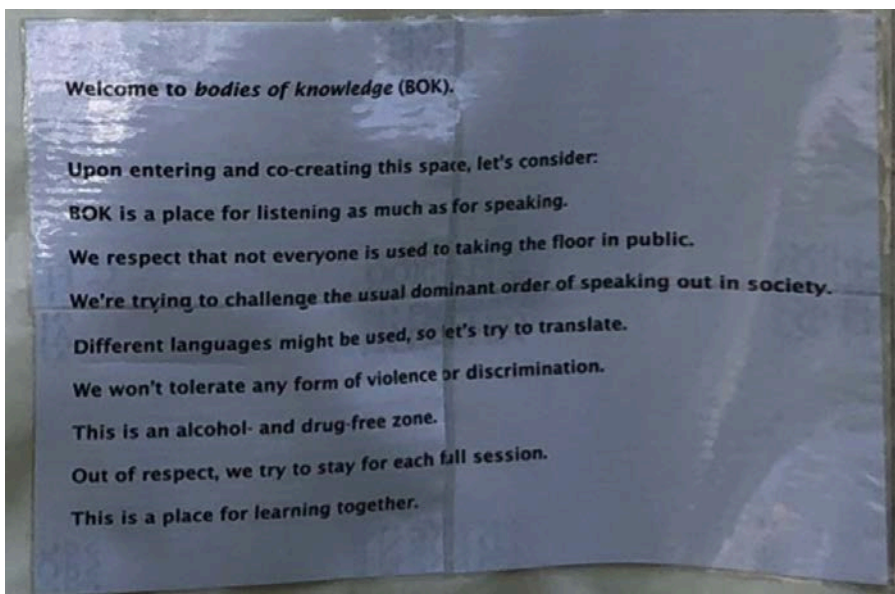 Welcome to bodies of knowledge (BOK).
Upon entering and co-creating this space, let's consider:
BOK is a place for listening as much as for speaking.
We respect that not everyone is used to taking the floor in public.
We're trying to challenge the usual dominant order of speaking out in society.
Different languages might be used, so let's try to translate.
We won't tolerate any form of violence or discrimination.
This is an alcohol- and drug-free zone.
Out of respect, we try to stay for each full session.
This is a place for learning together.